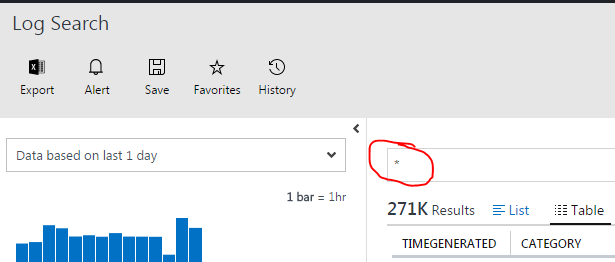 Log Search
Export Alert Save Favorites History
Data based on last 1 day
1 bar = 1hr
*
271K Results List Table
TIMEGENERATED CATEGORY